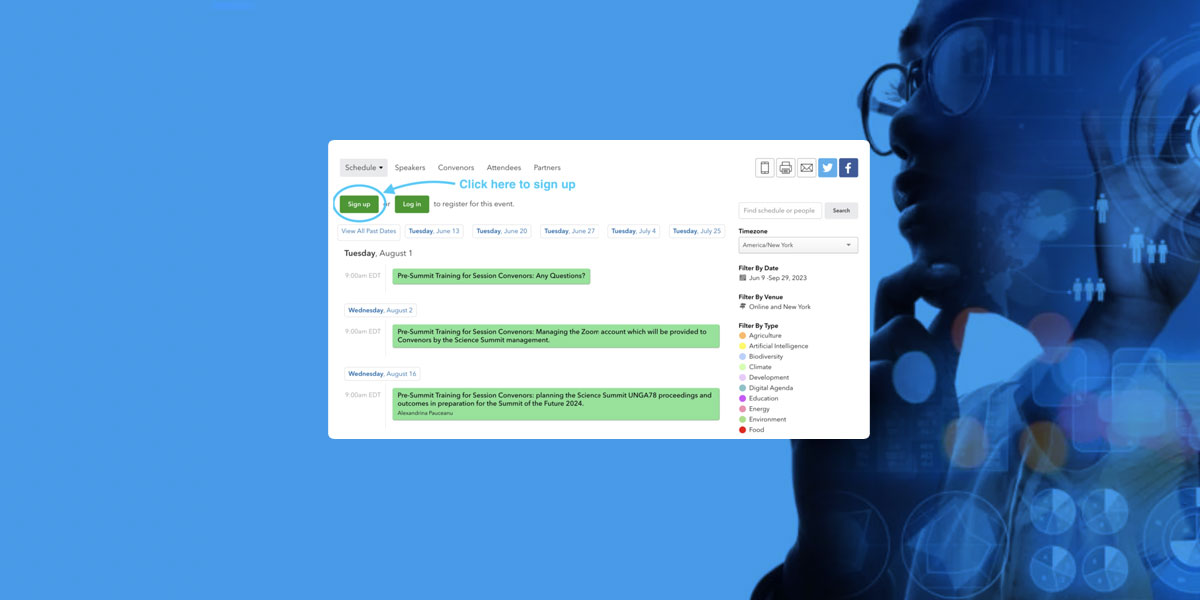 Schedule Speakers Convenors Attendees Partners
Click here to sign up
Sign up or Log in to register for this event.
Find schedule or people Search
View All Past Dates Tuesday, June 13 Tuesday, June 20 Tuesday, June 27 Tuesday, July 4 Tuesday, July 25
Timezone
America/New York
Tuesday, August 1
9:00am EDT Pre-Summit Training for Session Convenors: Any Questions?
Filter By Date
Jun 9 -Sep 29, 2023
Filter By Venue
Online and New York
Wednesday, August 2
9:00am EDT Pre-Summit Training for Session Convenors: Managing the Zoom account which will be provided to
Convenors by the Science Summit management.
Wednesday, August 16
9:00am EDT Pre-Summit Training for Session Convenors: planning the Science Summit UNGA78 proceedings and
outcomes in preparation for the Summit of the Future 2024.
Alexandrina Pauceanu
Filter By Type
Agriculture
Artificial Intelligence
Biodiversity
Climate
Development
Digital Agenda
Education
Energy
Environment
Food